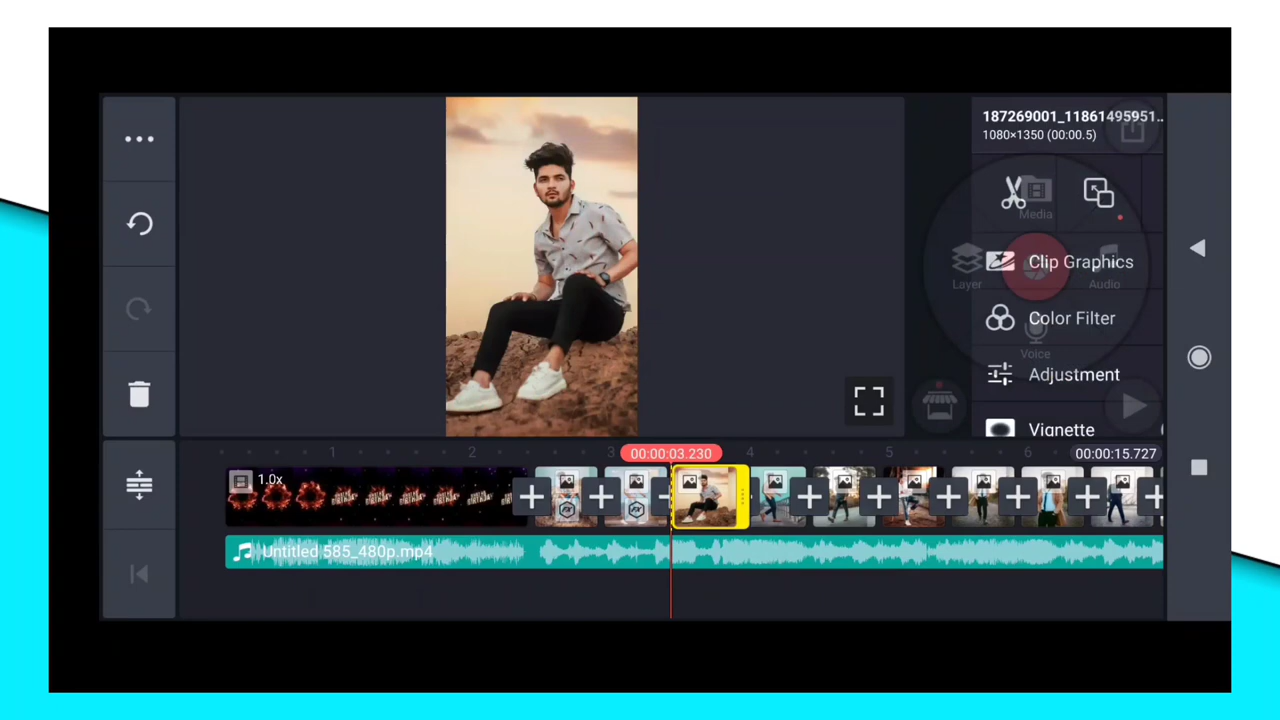 187269001_11861495951..
1080×1350 (00:00.5)
Media
Clip Graphics
Layer
Audio
Color Filter
Voice
Adjustment
Vignette
1
2
3
00:00:03.230
4
5
6
00:00:15.727
1.0x
Untitled 585_480p.mp4